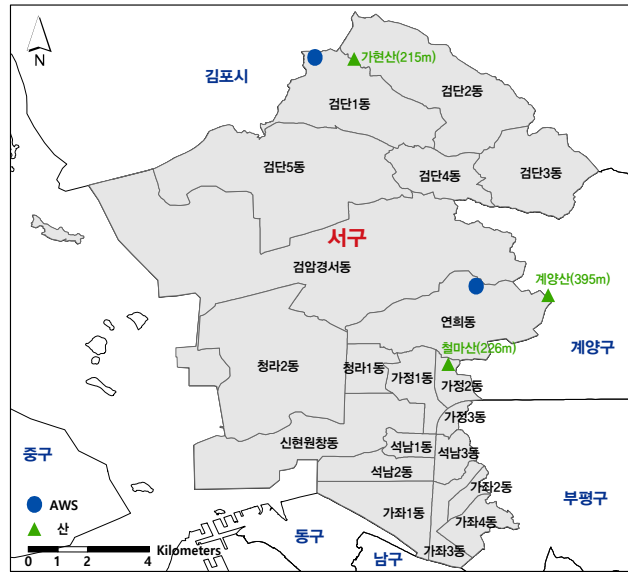 N
김포시
가현산(215m)
검단2동
검단1동
검단5동
검단4동
검단3동
서구
검암경서동
계양산(395m)
연희동
철마산(226m)
계양구
청라2동
청라1동
가정1동
가정2동
가정3동
신현원창동
석남1동
석남3동
중구
석남2동
가좌2동
부평구
AWS
가좌1동
가좌4동
산
동구
가좌3동
남구
Kilometers
0 1 2 4